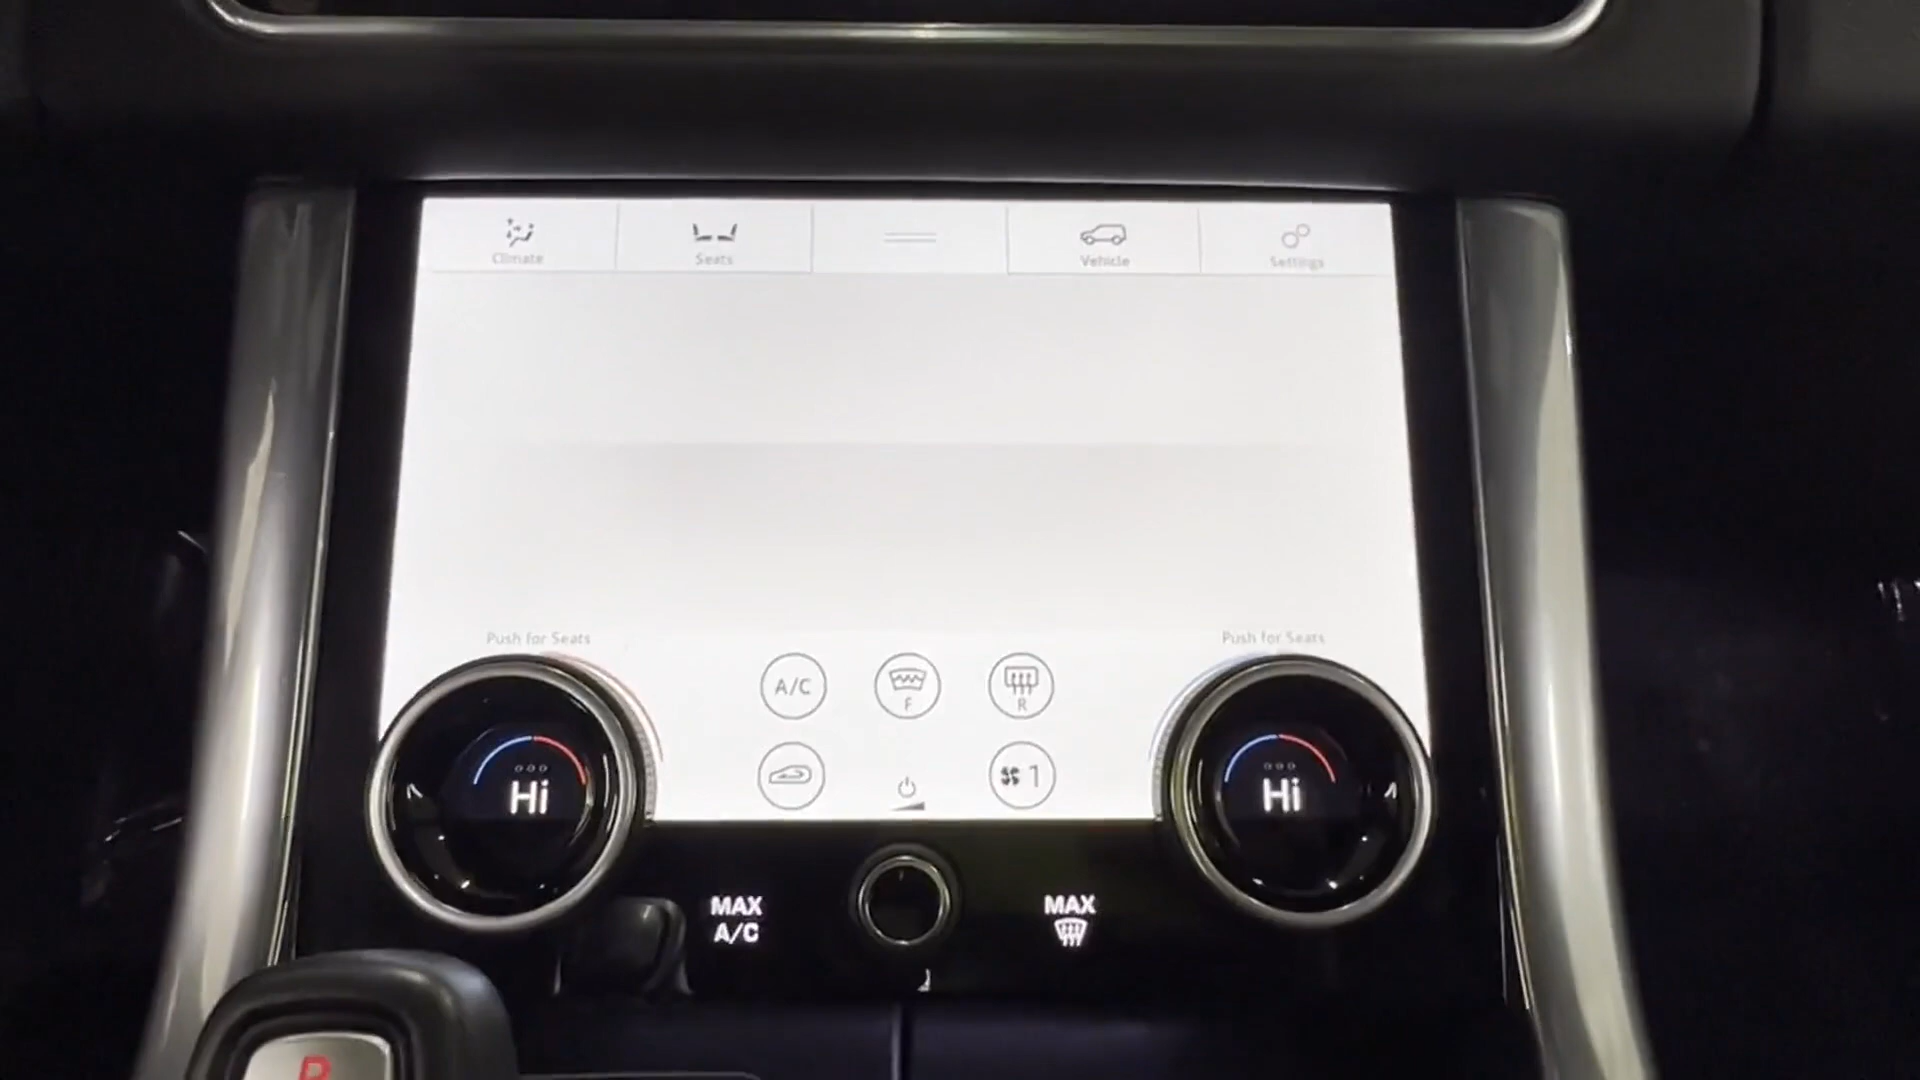 Climate
Seats
Vehicle
Settings
Push for Seats
Push for Seats
A/C
F
R
1
Hi
Hi
MAX
A/C
MAX
P